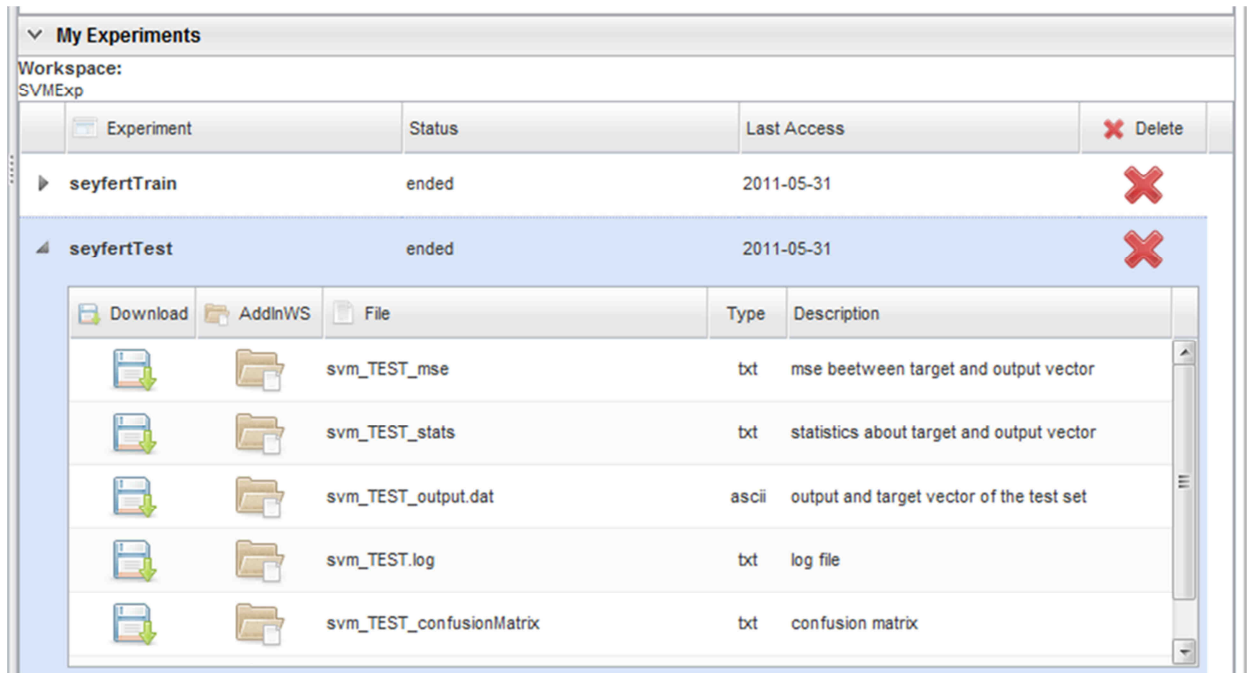 My Experiments
Workspace:
SVMExp
Experiment Status Last Access Delete
seyfertTrain ended 2011-05-31
seyfertTest ended 2011-05-31
Download AddInWS File Type Description
svm_TEST_mse txt mse beetween target and output vector
svm_TEST_stats txt statistics about target and output vector
svm_TEST_output.dat ascii output and target vector of the test set
svm_TEST.log txt log file
svm_TEST_confusionMatrix txt confusion matrix